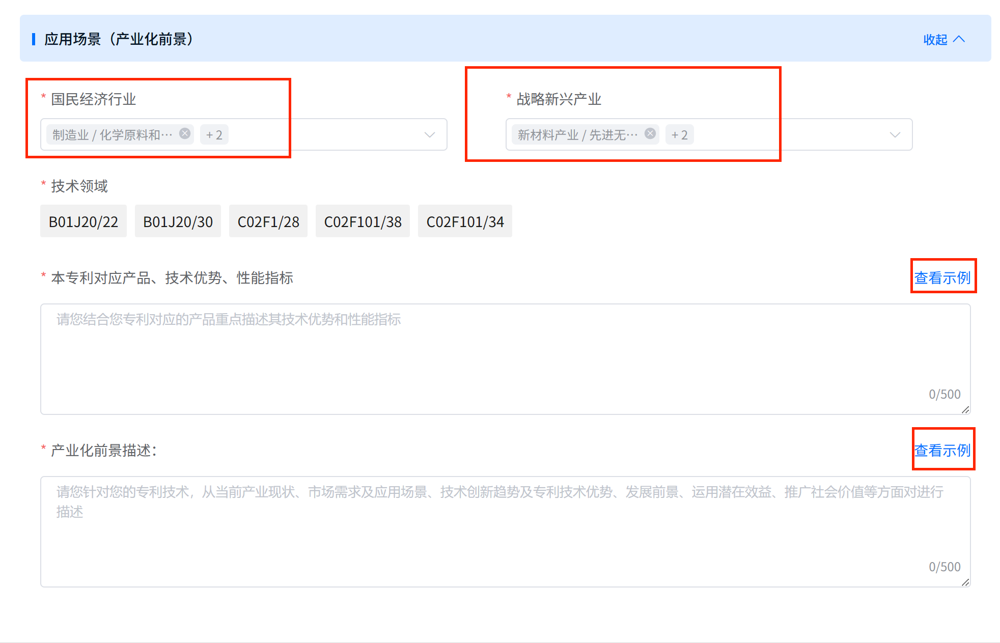 应用场景（产业化前景）
收起
* 国民经济行业
* 战略新兴产业
制造业 / 化学原料和···
+ 2
新材料产业 / 先进无···
+ 2
* 技术领域
B01J20/22
B01J20/30
C02F1/28
C02F101/38
C02F101/34
* 本专利对应产品、技术优势、性能指标
查看示例
请您结合您专利对应的产品重点描述其技术优势和性能指标
0/500
* 产业化前景描述：
查看示例
请您针对您的专利技术，从当前产业现状、市场需求及应用场景、技术创新趋势及专利技术优势、发展前景、运用潜在效益、推广社会价值等方面对进行
描述
0/500